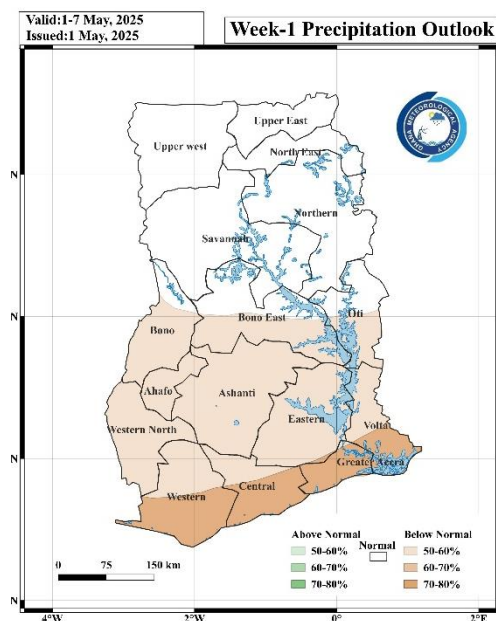 Valid:1-7 May, 2025
Issued:1 May, 2025
Week-1 Precipitation Outlook
GHANA METEOROLOGICAL AGENCY
Upper East
Upper west
North East
N
Northern
Savannah
N
Bono East
Oti
Bono
Ahafo
Ashanti
Eastern
Western North
Volta
N
Greater Accra
Central
Western
Above Normal
Normal
Below Normal
50-60%
50-60%
60-70%
60-70%
70-80%
70-80%
0 75 150 km
N
4°W 2°W 0° 2°E